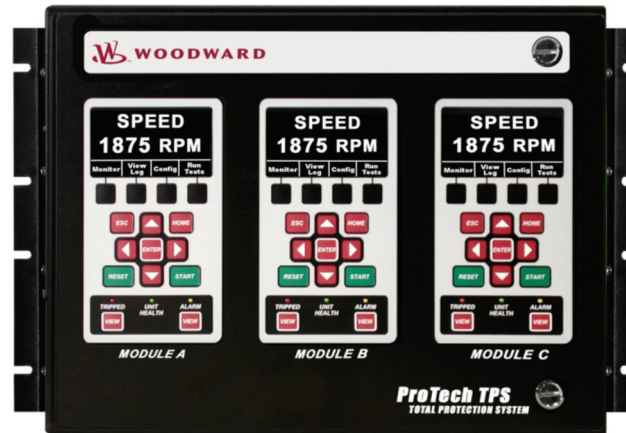 W WOODWARD
SPEED
1875 RPM
Monitor View Log Config Run Tests
ESC HOME
ENTER
RESET START
TRIPPED UNIT HEALTH ALARM
VIEW VIEW
MODULE A
SPEED
1875 RPM
Monitor View Log Config Run Tests
ESC HOME
ENTER
RESET START
TRIPPED UNIT HEALTH ALARM
VIEW VIEW
MODULE B
SPEED
1875 RPM
Monitor View Log Config Run Tests
ESC HOME
ENTER
RESET START
TRIPPED UNIT HEALTH ALARM
VIEW VIEW
MODULE C
ProTech TPS
TOTAL PROTECTION SYSTEM